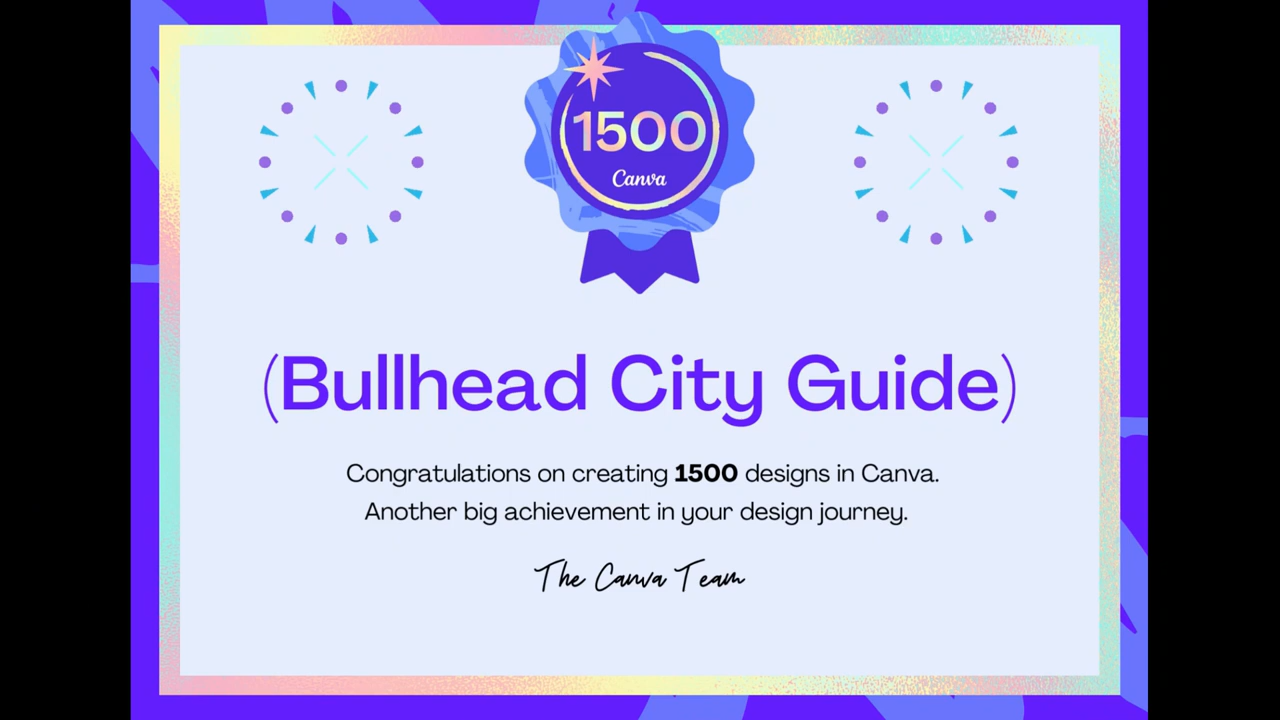 1500
Canva
(Bullhead City Guide)
Congratulations on creating 1500 designs in Canva.
Another big achievement in your design journey.
The Canva Team